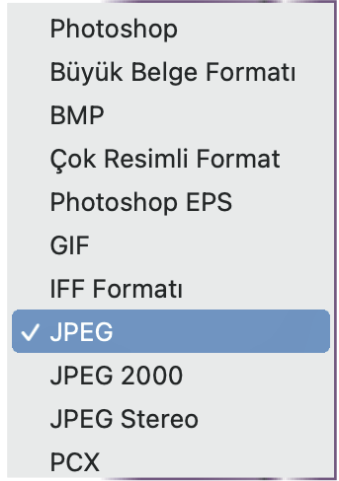 Photoshop
Büyük Belge Formatı
BMP
Çok Resimli Format
Photoshop EPS
GIF
IFF Formatı
✓ JPEG
JPEG 2000
JPEG Stereo
PCX